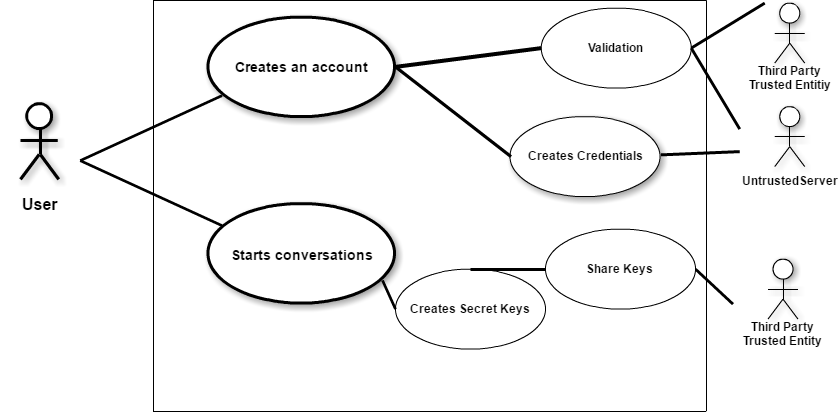 Creates an account
Validation
Third Party
Trusted Entitiy
Creates Credentials
UntrustedServer
User
Starts conversations
Share Keys
Creates Secret Keys
Third Party
Trusted Entity